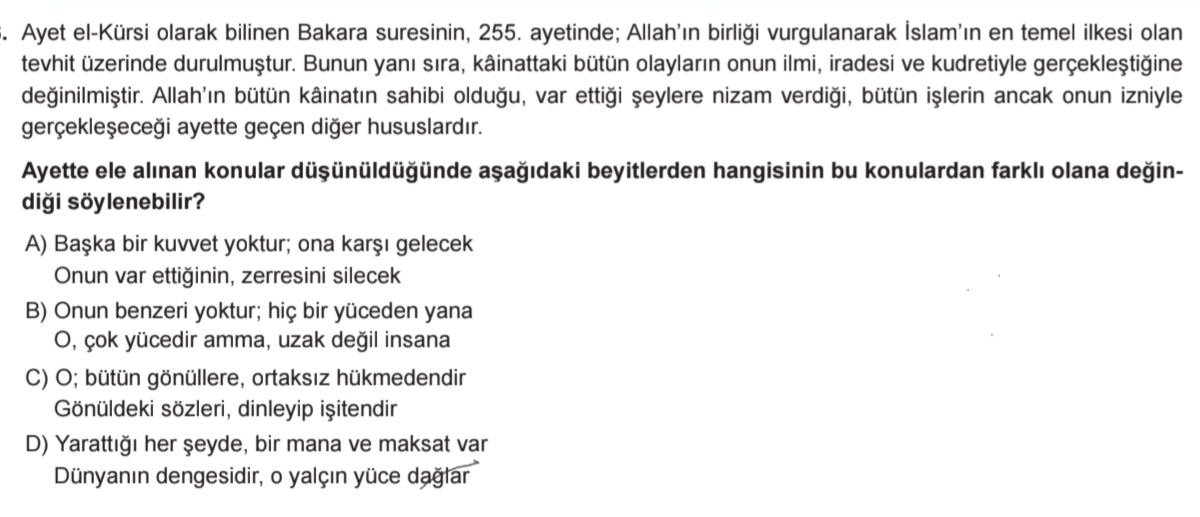 . Ayet el-Kürsi olarak bilinen Bakara suresinin, 255. ayetinde; Allah’ın birliği vurgulanarak İslam’ın en temel ilkesi olan
tevhit üzerinde durulmuştur. Bunun yanı sıra, kâinattaki bütün olayların onun ilmi, iradesi ve kudretiyle gerçekleştiğine
değinilmiştir. Allah’ın bütün kâinatın sahibi olduğu, var ettiği şeylere nizam verdiği, bütün işlerin ancak onun izniyle
gerçekleşeceği ayette geçen diğer hususlardır.
Ayette ele alınan konular düşünüldüğünde aşağıdaki beyitlerden hangisinin bu konulardan farklı olana değin-
diği söylenebilir?
A) Başka bir kuvvet yoktur; ona karşı gelecek
Onun var ettiğinin, zerresini silecek
B) Onun benzeri yoktur; hiç bir yüceden yana
O, çok yücedir amma, uzak değil insana
C) O; bütün gönüllere, ortaksız hükmedendir
Gönüldeki sözleri, dinleyip işitendir
D) Yarattığı her şeyde, bir mana ve maksat var
Dünyanın dengesidir, o yalçın yüce dağlar